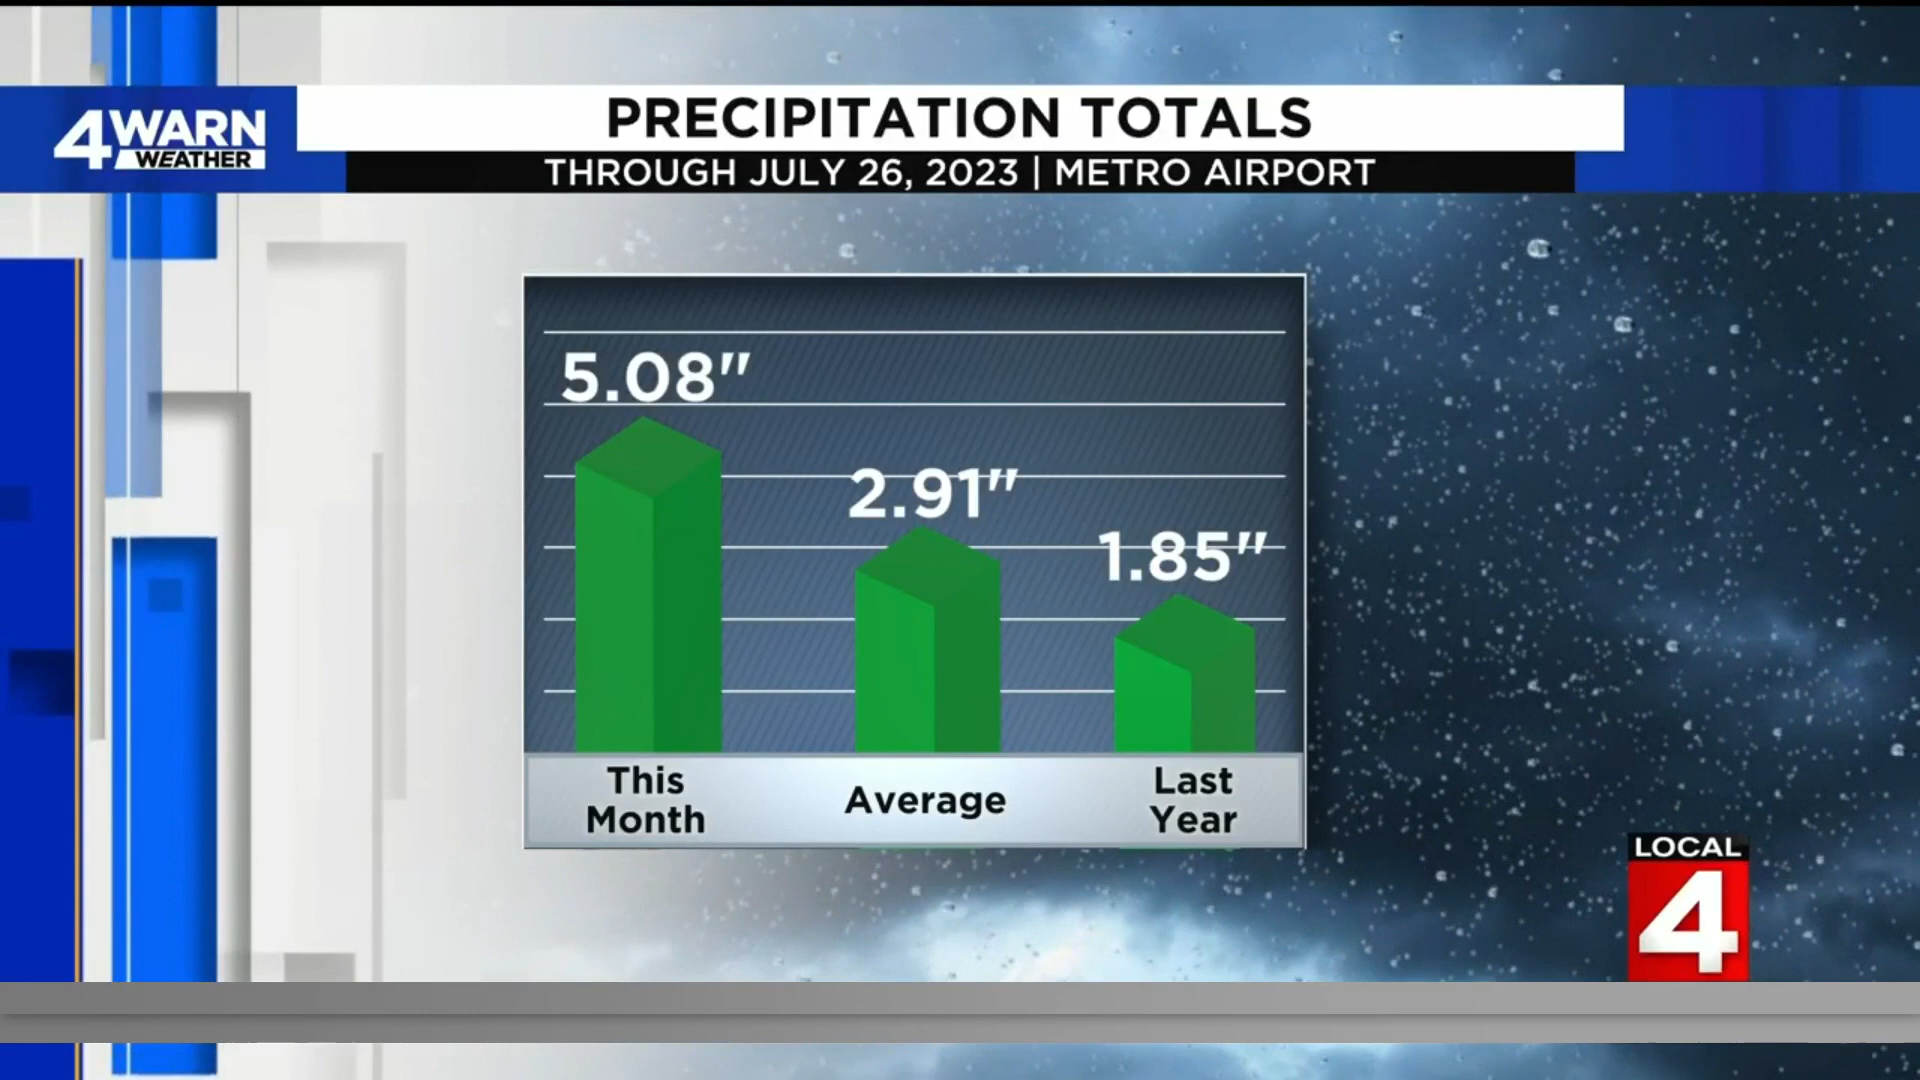 4WARN
WEATHER
PRECIPITATION TOTALS
THROUGH JULY 26, 2023 | METRO AIRPORT
5.08"
2.91"
1.85"
This
Month
Average
Last
Year
LOCAL
4